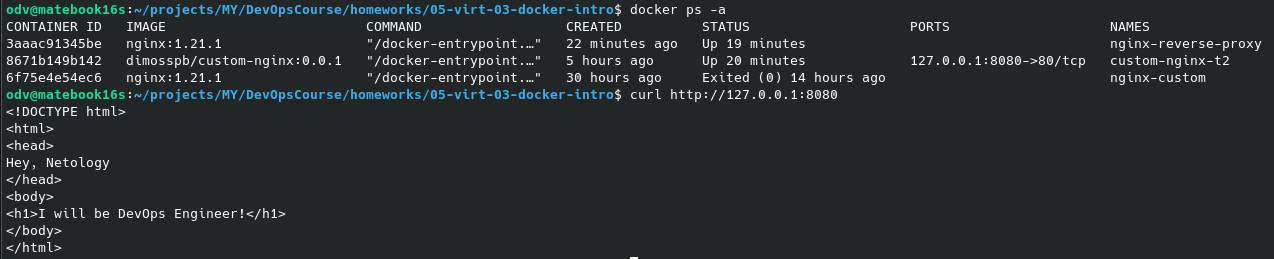 odv@matebook16s:~/projects/MY/DevOpsCourse/homeworks/05-virt-03-docker-intro$ docker ps -a
CONTAINER ID   IMAGE                         COMMAND                  CREATED          STATUS                    PORTS                    NAMES
3aaac91345be   nginx:1.21.1                  "/docker-entrypoint.…"   22 minutes ago   Up 19 minutes                                      nginx-reverse-proxy
8671b149b142   dimosspb/custom-nginx:0.0.1   "/docker-entrypoint.…"   5 hours ago      Up 20 minutes             127.0.0.1:8080->80/tcp   custom-nginx-t2
6f75e4e54ec6   nginx:1.21.1                  "/docker-entrypoint.…"   30 hours ago     Exited (0) 14 hours ago                            nginx-custom
odv@matebook16s:~/projects/MY/DevOpsCourse/homeworks/05-virt-03-docker-intro$ curl http://127.0.0.1:8080
<!DOCTYPE html>
<html>
<head>
Hey, Netology
</head>
<body>
<h1>I will be DevOps Engineer!</h1>
</body>
</html>